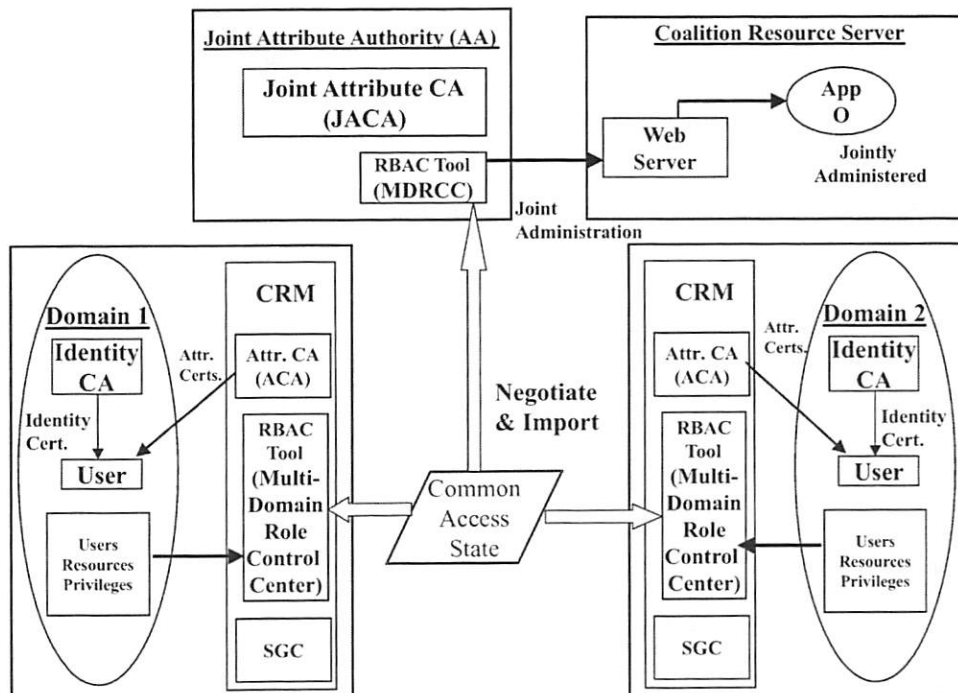 Joint Attribute Authority (AA)
Joint Attribute CA
(JACA)
RBAC Tool
(MDRCC)
Coalition Resource Server
App
O
Web
Server
Jointly
Administered
Joint
Administration
Domain 1
Identity
CA
Attr.
Certs.
Identity
Cert.
User
Users
Resources
Privileges
CRM
Attr. CA
(ACA)
RBAC
Tool
(Multi-
Domain
Role
Control
Center)
SGC
Negotiate
& Import
Common
Access
State
CRM
Attr. CA
(ACA)
RBAC
Tool
(Multi-
Domain
Role
Control
Center)
SGC
Domain 2
Attr.
Certs.
Identity
CA
Identity
Cert.
User
Users
Resources
Privileges